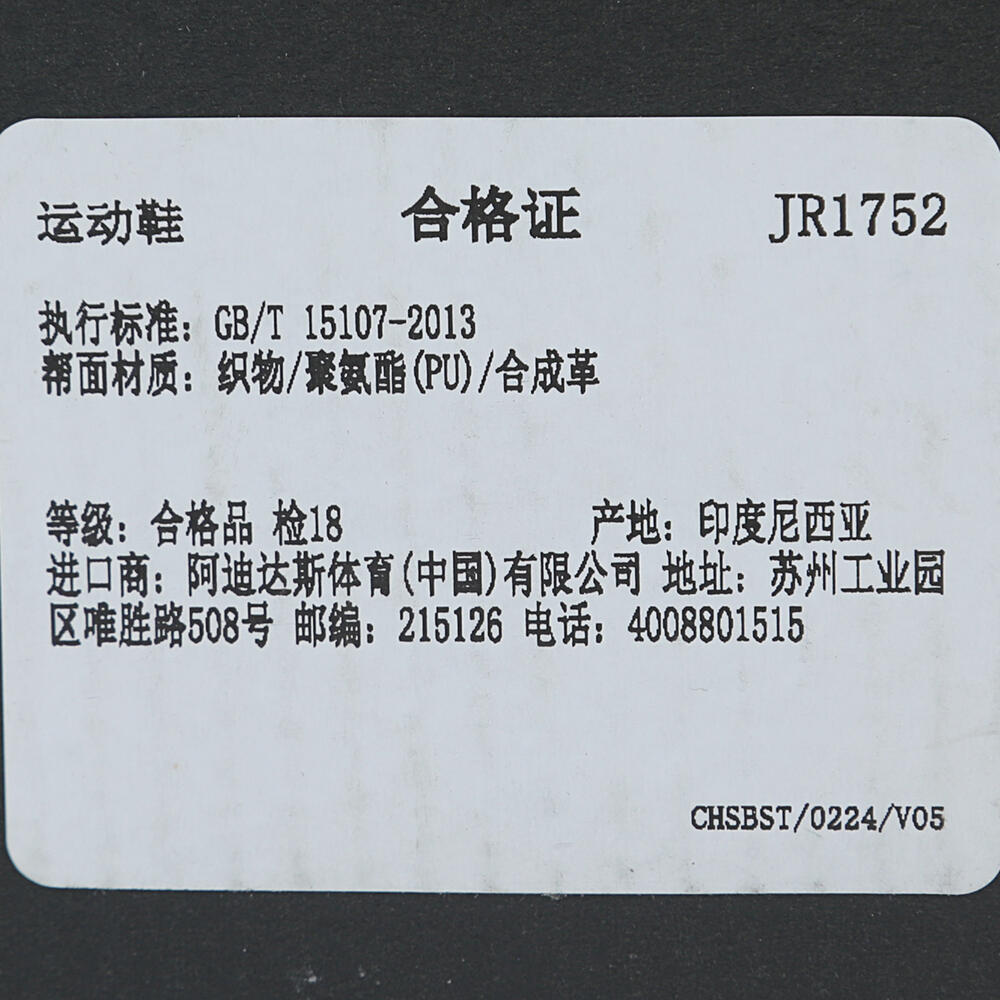 运动鞋 合格证 JR1752
执行标准: GB/T 15107-2013
帮面材质: 织物/聚氨酯(PU)/合成革
等级: 合格品 检18 产地: 印度尼西亚
进口商: 阿迪达斯体育(中国)有限公司 地址: 苏州工业园
区唯胜路508号 邮编: 215126 电话: 4008801515
CHSBST/0224/V05